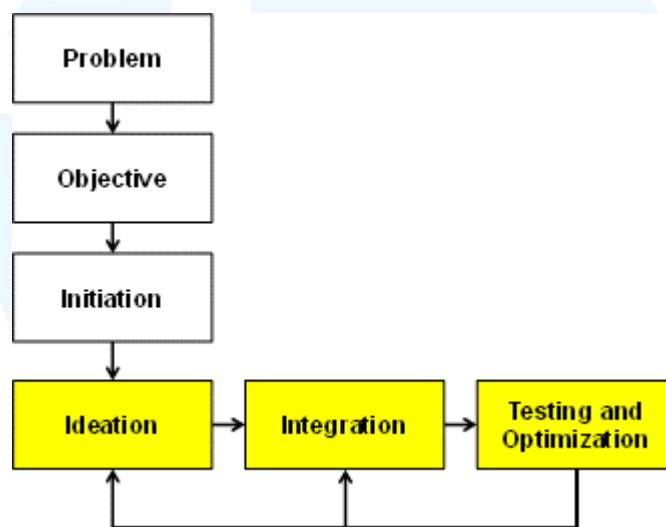 Problem
Objective
Initiation
Ideation
Integration
Testing and
Optimization